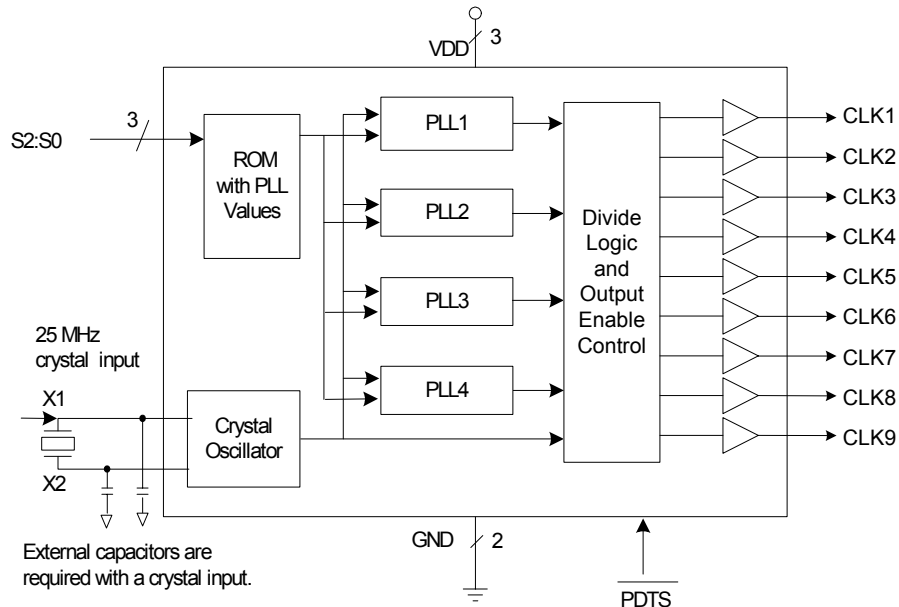 VDD
3
S2:S0
3
ROM
with PLL
Values
PLL1
PLL2
PLL3
PLL4
Divide
Logic
and
Output
Enable
Control
CLK1
CLK2
CLK3
CLK4
CLK5
CLK6
CLK7
CLK8
CLK9
25 MHz
crystal input
X1
X2
Crystal
Oscillator
External capacitors are
required with a crystal input.
GND
2
PDTS